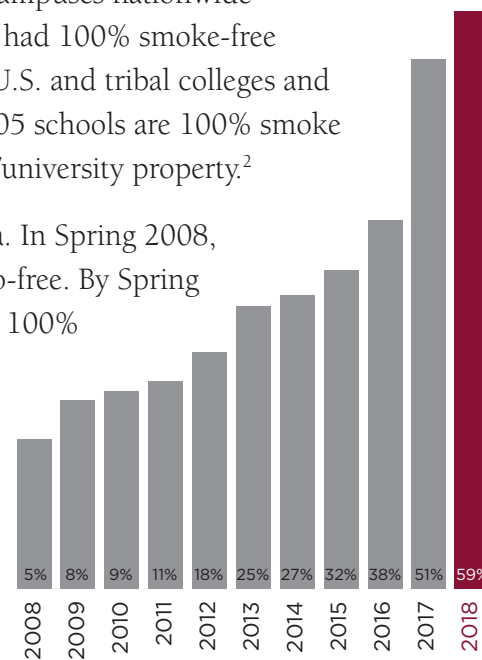 had 100% smoke-free
U.S. and tribal colleges and
05 schools are 100% smoke
university property.²
. In Spring 2008,
-free. By Spring
100%
5% 8% 9% 11% 18% 25% 27% 32% 38% 51% 59%
2008 2009 2010 2011 2012 2013 2014 2015 2016 2017 2018